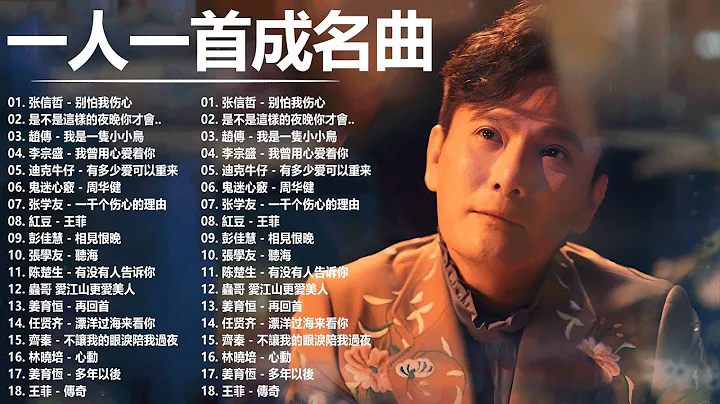 一人一首成名曲
01. 张信哲 - 别怕我伤心
02. 是不是這樣的夜晚你才會..
03. 趙傳 - 我是一隻小小鳥
04. 李宗盛 - 我曾用心爱着你
05. 迪克牛仔 - 有多少愛可以重来
06. 鬼迷心竅 - 周华健
07. 张学友 - 一千个伤心的理由
18. 紅豆 - 王菲
09. 彭佳慧 - 相見恨晚
10. 張學友 - 聽海
11. 陈楚生 - 有没有人告诉你
12. 蟲哥 愛江山更愛美人
13. 姜育恒 - 再回首
14. 任贤齐 - 漂洋过海来看你
15. 齊秦 - 不讓我的眼淚陪我過夜
16. 林曉培 - 心動
17. 姜育恆 - 多年以後
18. 王菲 - 傳奇
01. 张信哲 - 别怕我伤心
02. 是不是這樣的夜晚你才會..
03. 趙傳 - 我是一隻小小鳥
04. 李宗盛 - 我曾用心爱着你
05. 迪克牛仔 - 有多少愛可以重来
06. 鬼迷心竅 - 周华健
07. 张学友 - 一千个伤心的理由
18. 紅豆 - 王菲
09. 彭佳慧 - 相見恨晚
10. 張學友 - 聽海
11. 陈楚生 - 有没有人告诉你
12. 蟲哥 愛江山更愛美人
13. 姜育恒 - 再回首
14. 任贤齐 - 漂洋过海来看你
15. 齊秦 - 不讓我的眼淚陪我過夜
16. 林曉培 - 心動
17. 姜育恆 - 多年以後
18. 王菲 - 傳奇